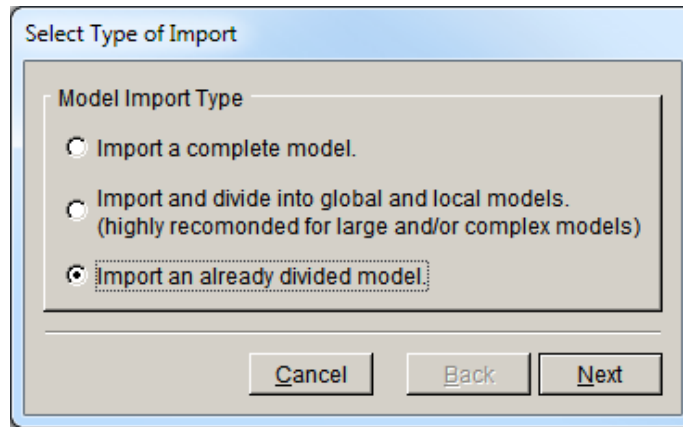 Select Type of Import
Model Import Type
Import a complete model.
Import and divide into global and local models.
(highly recomonded for large and/or complex models)
Import an already divided model.
Cancel
Back
Next